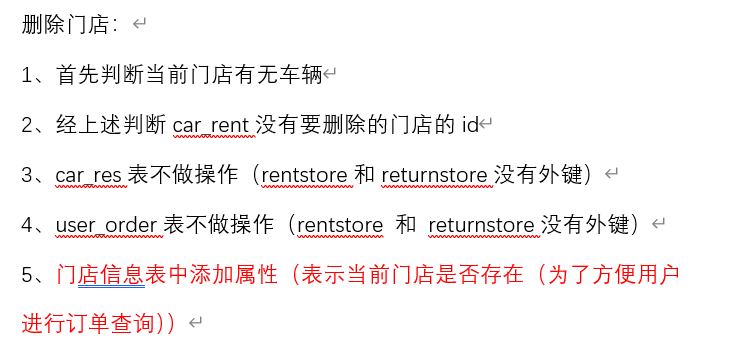 删除门店：
1、首先判断当前门店有无车辆
2、经上述判断 car_rent 没有要删除的门店的 id
3、car_res 表不做操作（rentstore 和 returnstore 没有外键）
4、user_order 表不做操作（rentstore 和 returnstore 没有外键）
5、门店信息表中添加属性（表示当前门店是否存在（为了方便用户
进行订单查询））